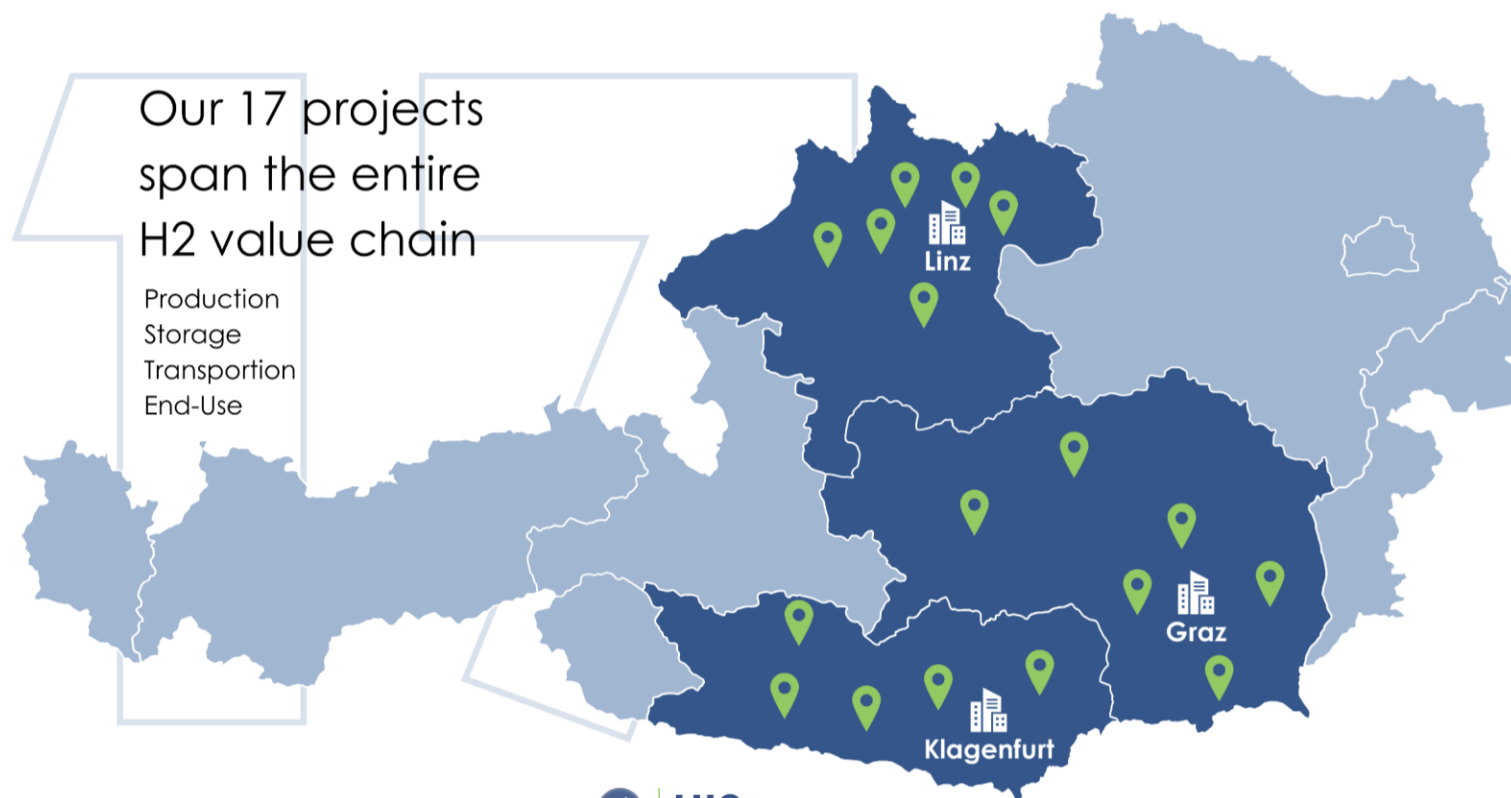 Our 17 projects
span the entire
H2 value chain
Production
Storage
Transportion
End-Use
Linz
Graz
Klagenfurt